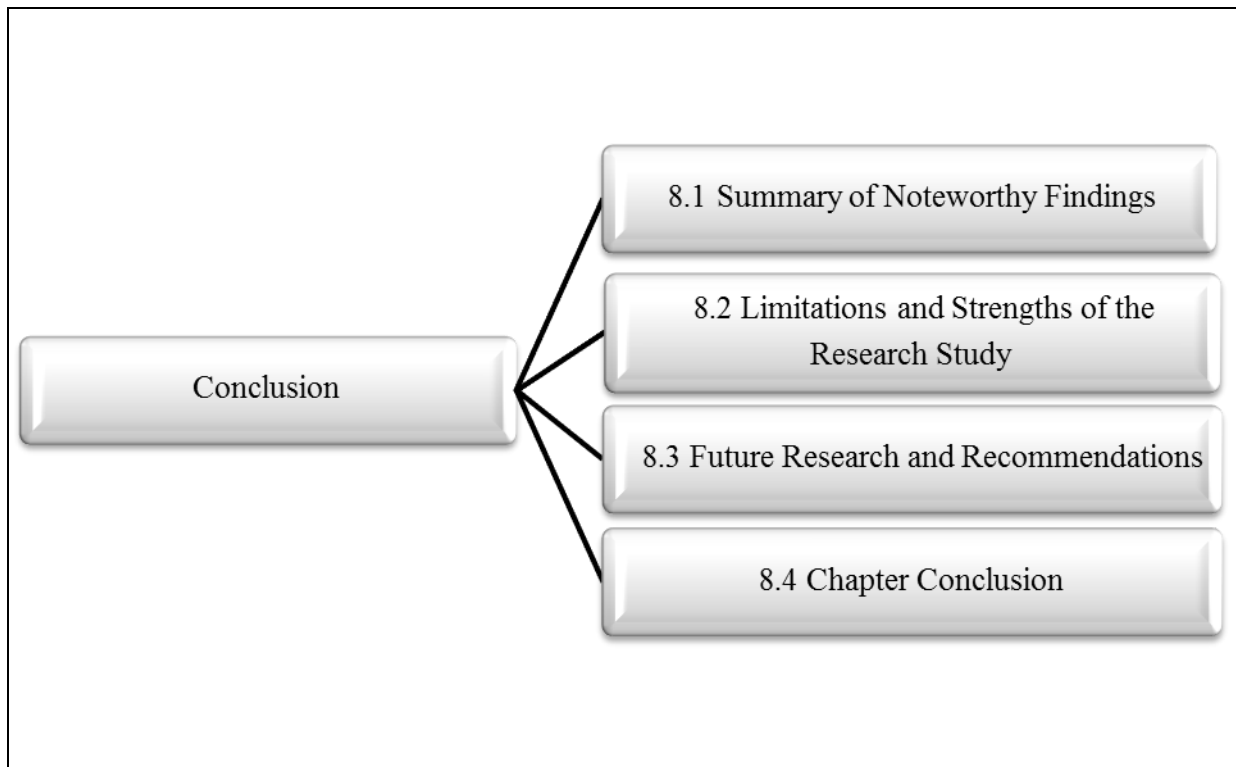 Conclusion
8.1 Summary of Noteworthy Findings
8.2 Limitations and Strengths of the
Research Study
8.3 Future Research and Recommendations
8.4 Chapter Conclusion